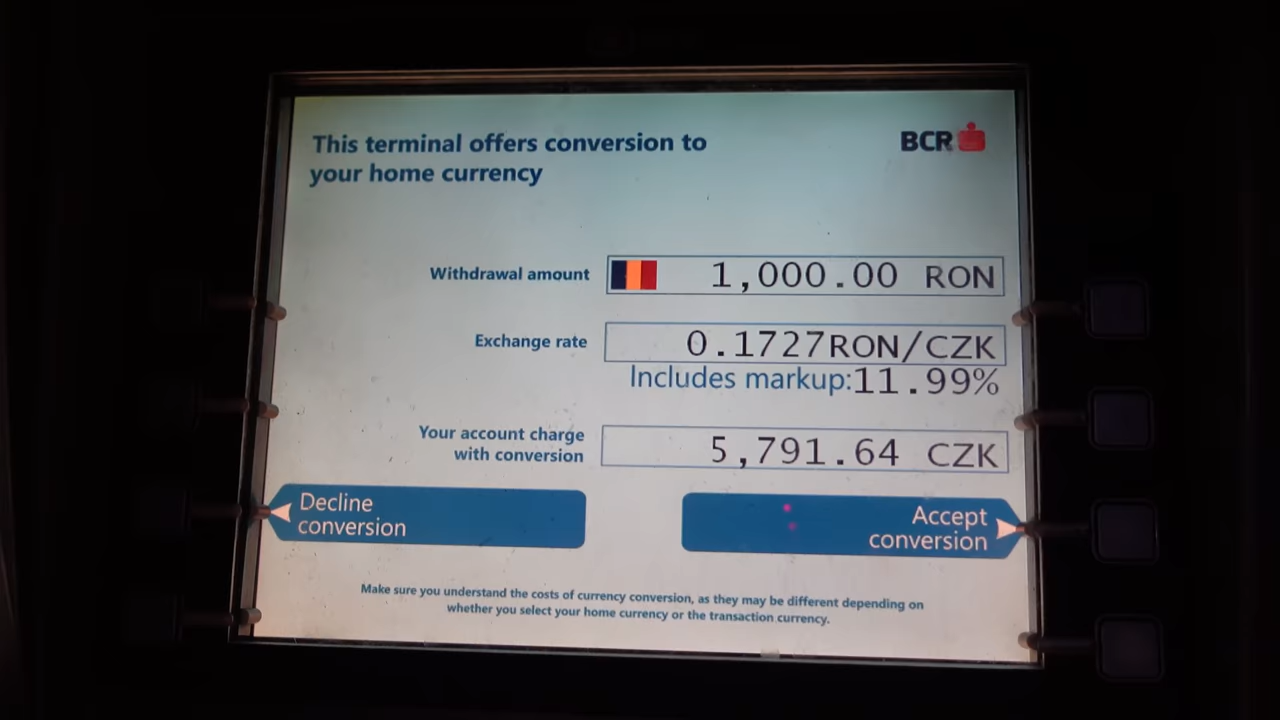 This terminal offers conversion to
your home currency
BCR
Withdrawal amount
1,000.00 RON
Exchange rate
0.1727RON/CZK
Includes markup:11.99%
Your account charge
with conversion
5,791.64 CZK
Decline
conversion
Accept
conversion
Make sure you understand the costs of currency conversion, as they may be different depending on
whether you select your home currency or the transaction currency.